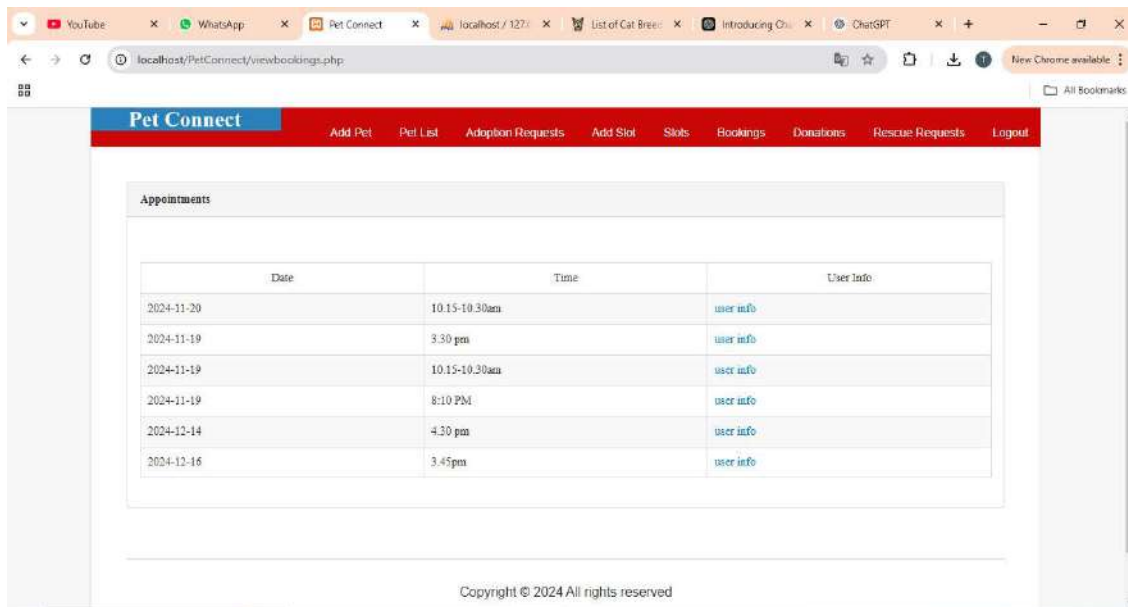 YouTube WhatsApp Pet Connect localhost / 127. List of Cat Breed Introducing Ch ChatGPT
localhost/PetConnect/viewbookings.php New Chrome available
All Bookmarks
Pet Connect Add Pet Pet List Adoption Requests Add Slot Slots Bookings Donations Rescue Requests Logout
Appointments
Date Time User Info
2024-11-20 10.15-10.30am user info
2024-11-19 3.30 pm user info
2024-11-19 10.15-10.30am user info
2024-11-19 8:10 PM user info
2024-12-14 4.30 pm user info
2024-12-16 3.45pm user info
Copyright © 2024 All rights reserved